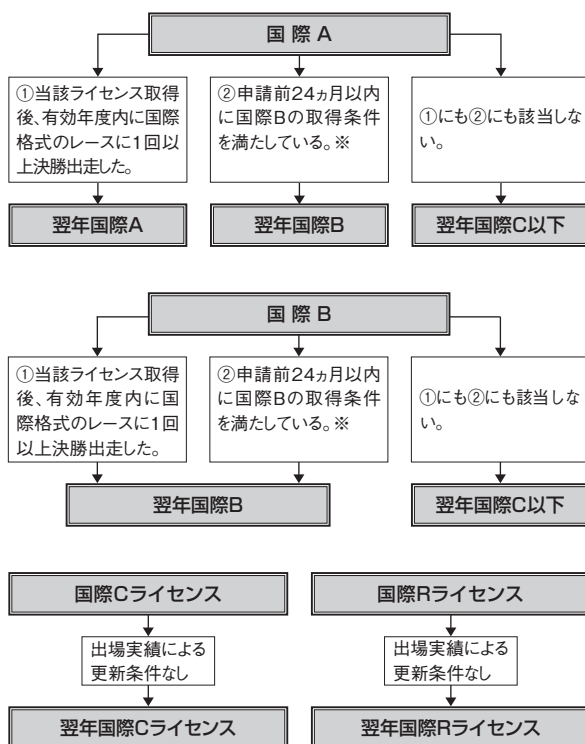 国 際 A
①当該ライセンス取得
後、有効年度内に国際
格式のレースに1回以
上決勝出走した。
②申請前24ヵ月以内
に国際Bの取得条件
を満たしている。※
①にも②にも該当しな
い。
翌年国際A
翌年国際B
翌年国際C以下
国 際 B
①当該ライセンス取得
後、有効年度内に国
際格式のレースに1回
以上決勝出走した。
②申請前24ヵ月以内
に国際Bの取得条件
を満たしている。※
①にも②にも該当しな
い。
翌年国際B
翌年国際C以下
国際Cライセンス
国際Rライセンス
出場実績による
更新条件なし
出場実績による
更新条件なし
翌年国際Cライセンス
翌年国際Rライセンス